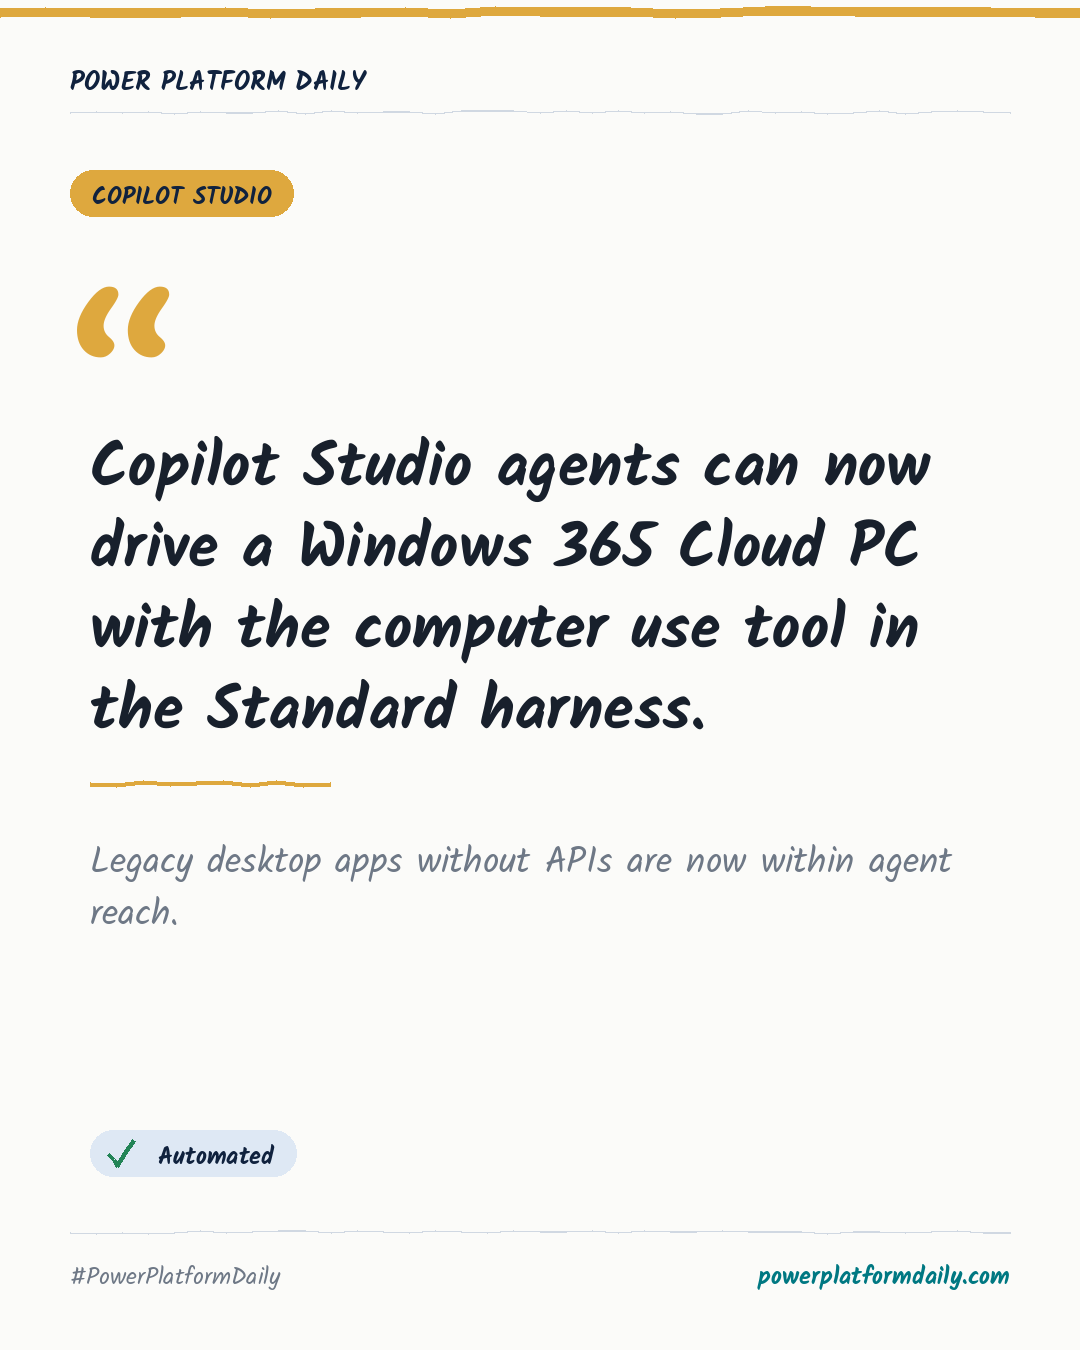 POWER PLATFORM DAILY
COPILOT STUDIO
“
Copilot Studio agents can now
drive a Windows 365 Cloud PC
with the computer use tool in
the Standard harness.
Legacy desktop apps without APIs are now within agent
reach.
✓ Automated
#PowerPlatformDaily
powerplatformdaily.com